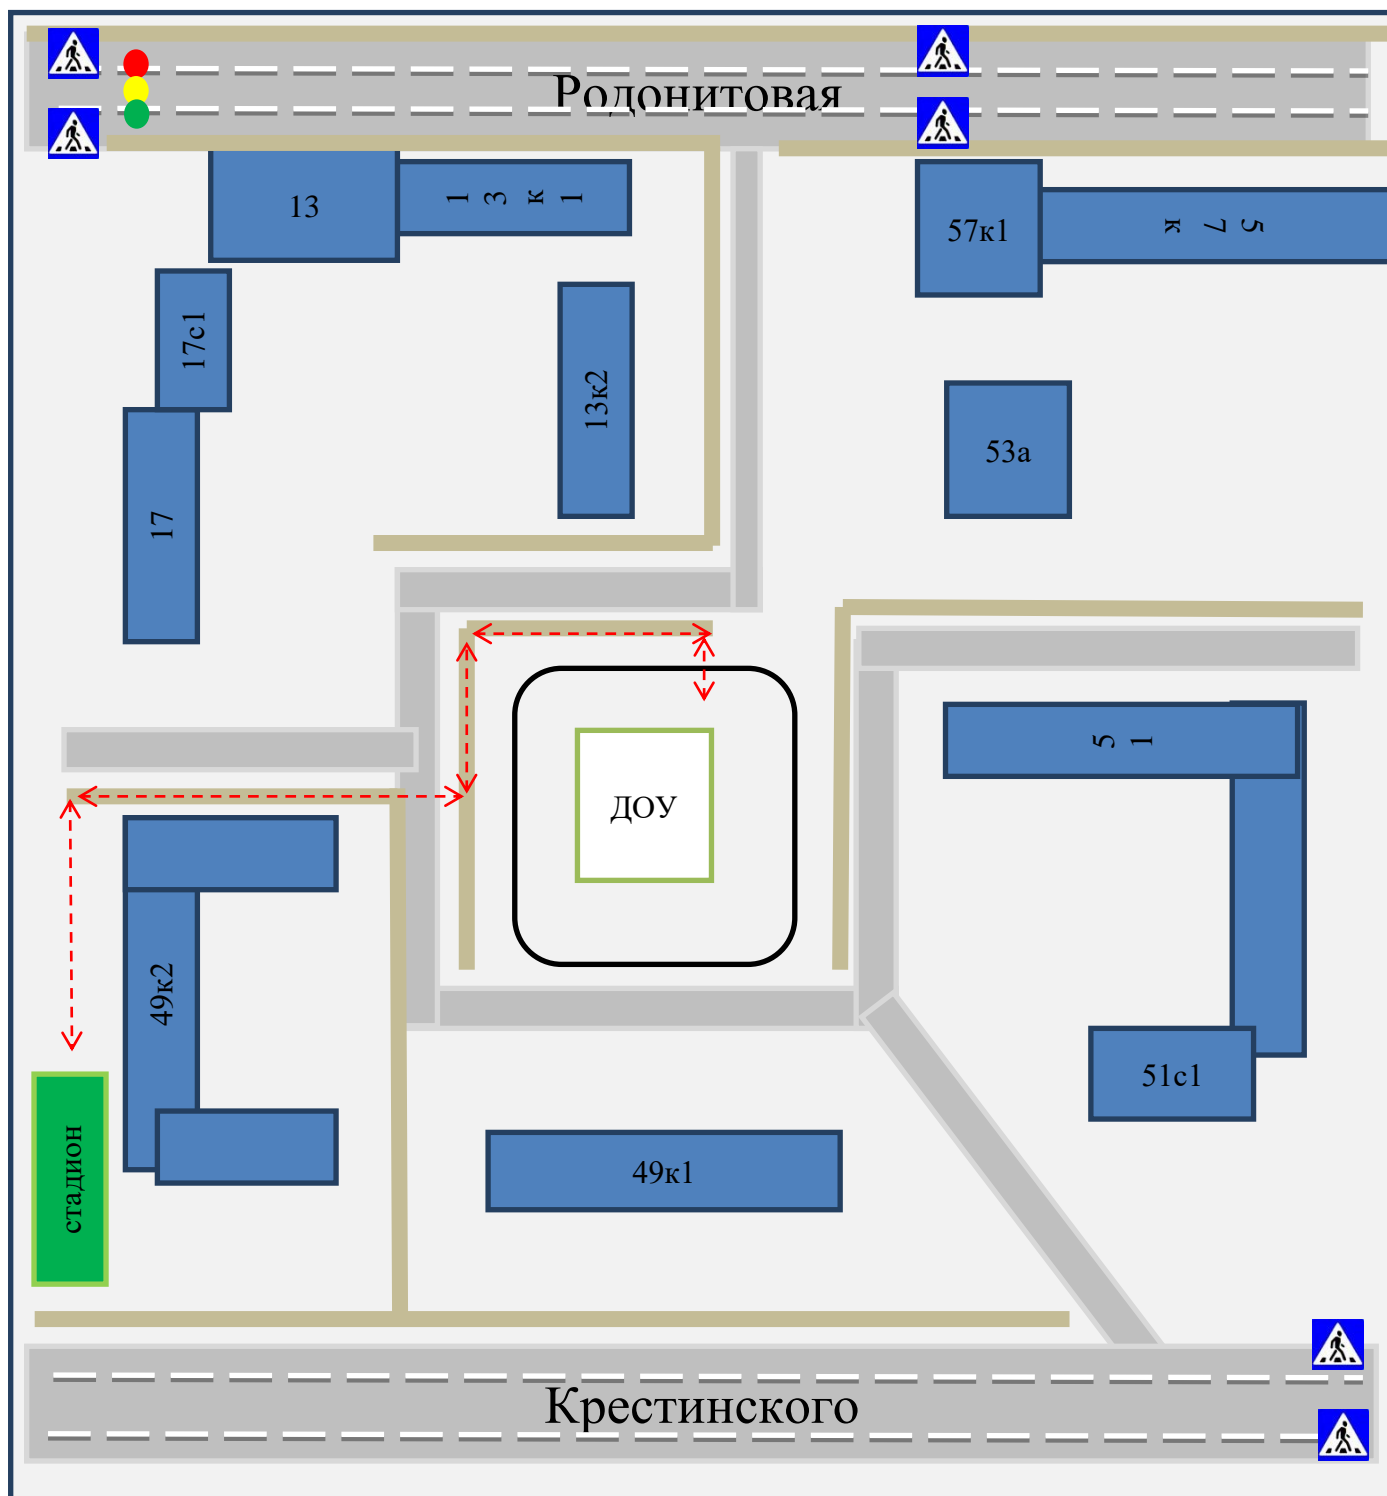 Родонитовая
13
13к1
57к1
57к
17с1
13к2
53а
17
51
ДОУ
49к2
51с1
стадион
49к1
Крестинского